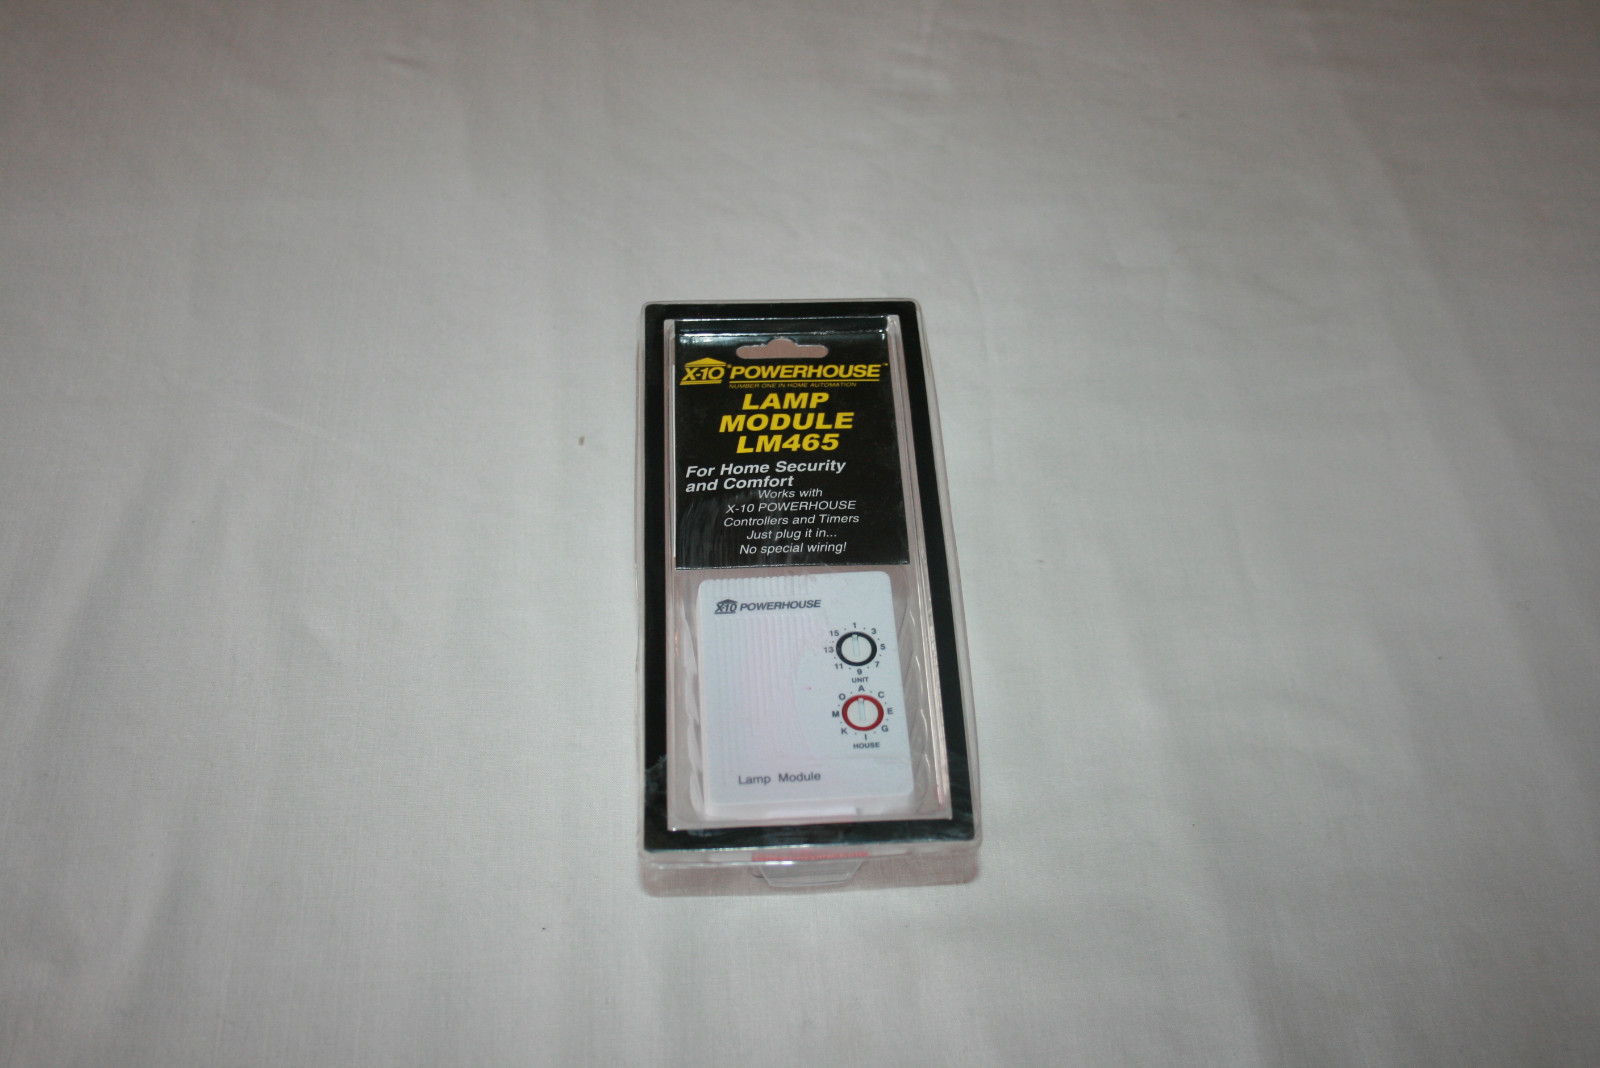 X-10 POWERHOUSE™
NUMBER ONE IN HOME AUTOMATION
LAMP
MODULE
LM465
For Home Security
and Comfort
Works with
X-10 POWERHOUSE
Controllers and Timers
Just plug it in...
No special wiring!
X-10 POWERHOUSE
1
15 3
13 5
11 7
9
UNIT
A
O C
M E
K G
I
HOUSE
Lamp Module